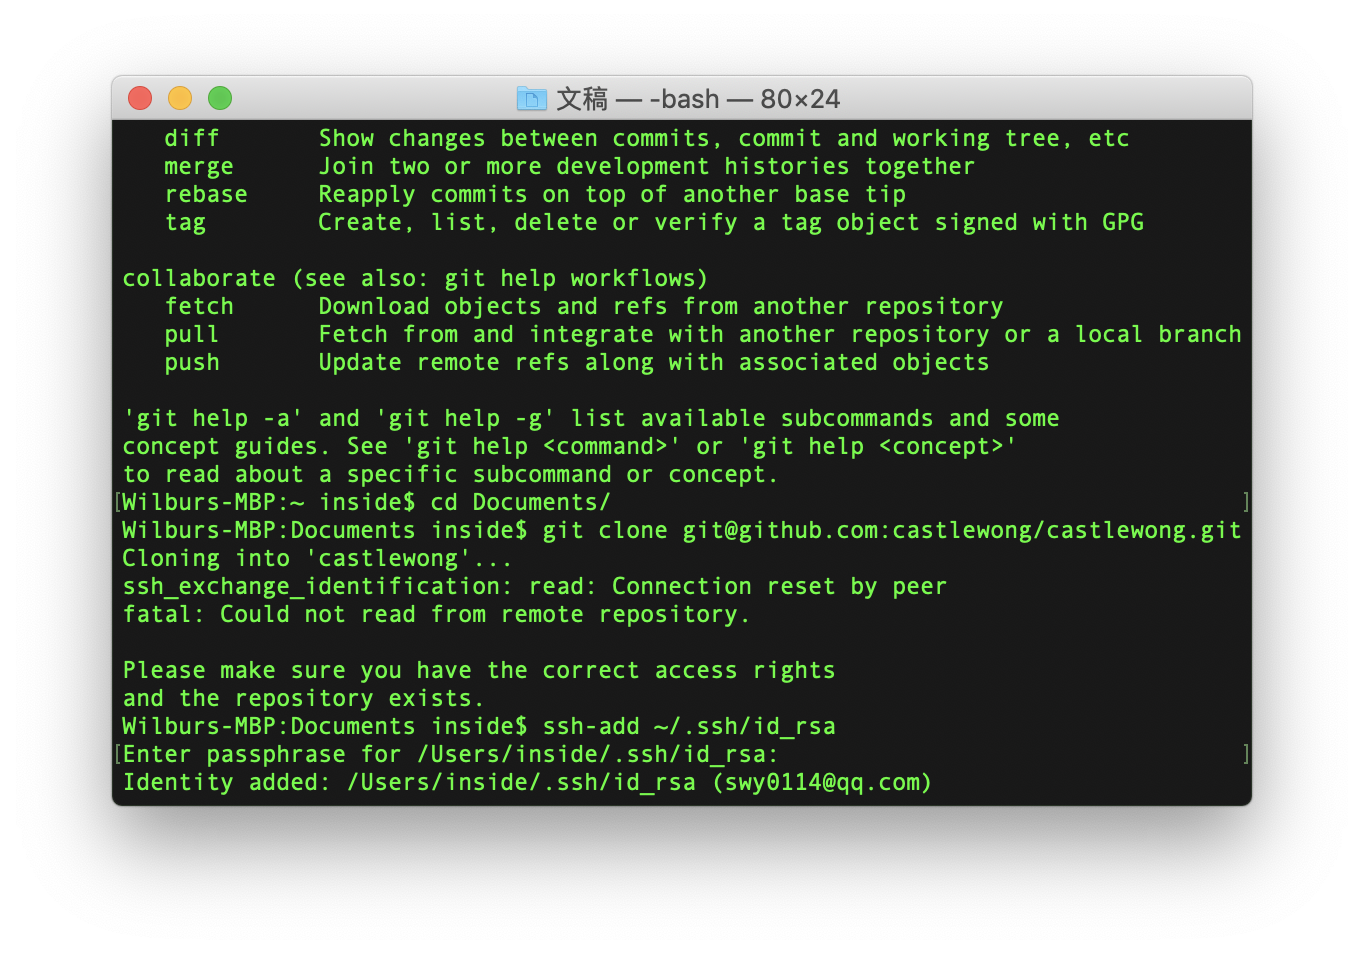 文稿 — -bash — 80×24
diff Show changes between commits, commit and working tree, etc
merge Join two or more development histories together
rebase Reapply commits on top of another base tip
tag Create, list, delete or verify a tag object signed with GPG
collaborate (see also: git help workflows)
fetch Download objects and refs from another repository
pull Fetch from and integrate with another repository or a local branch
push Update remote refs along with associated objects
'git help -a' and 'git help -g' list available subcommands and some
concept guides. See 'git help <command>' or 'git help <concept>'
to read about a specific subcommand or concept.
[Wilburs-MBP:~ inside$ cd Documents/ ]
Wilburs-MBP:Documents inside$ git clone git@github.com:castlewong/castlewong.git
Cloning into 'castlewong'...
ssh_exchange_identification: read: Connection reset by peer
fatal: Could not read from remote repository.
Please make sure you have the correct access rights
and the repository exists.
Wilburs-MBP:Documents inside$ ssh-add ~/.ssh/id_rsa
[Enter passphrase for /Users/inside/.ssh/id_rsa: ]
Identity added: /Users/inside/.ssh/id_rsa (swy0114@qq.com)